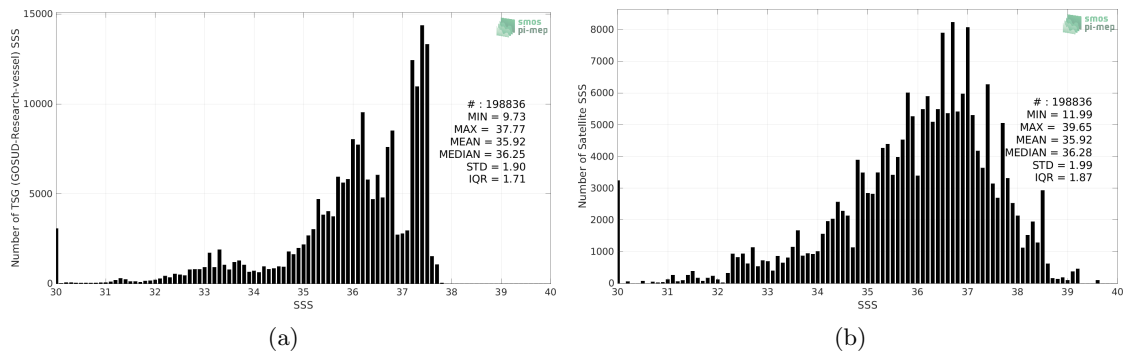 smos
pi-mep
Number of TSG (GOSUD-Research-vessel) SSS
15000
10000
5000
0
# : 198836
MIN = 9.73
MAX = 37.77
MEAN = 35.92
MEDIAN = 36.25
STD = 1.90
IQR = 1.71
30 31 32 33 34 35 36 37 38 39 40
SSS
(a)
smos
pi-mep
Number of Satellite SSS
8000
7000
6000
5000
4000
3000
2000
1000
0
# : 198836
MIN = 11.99
MAX = 39.65
MEAN = 35.92
MEDIAN = 36.28
STD = 1.99
IQR = 1.87
30 31 32 33 34 35 36 37 38 39 40
SSS
(b)